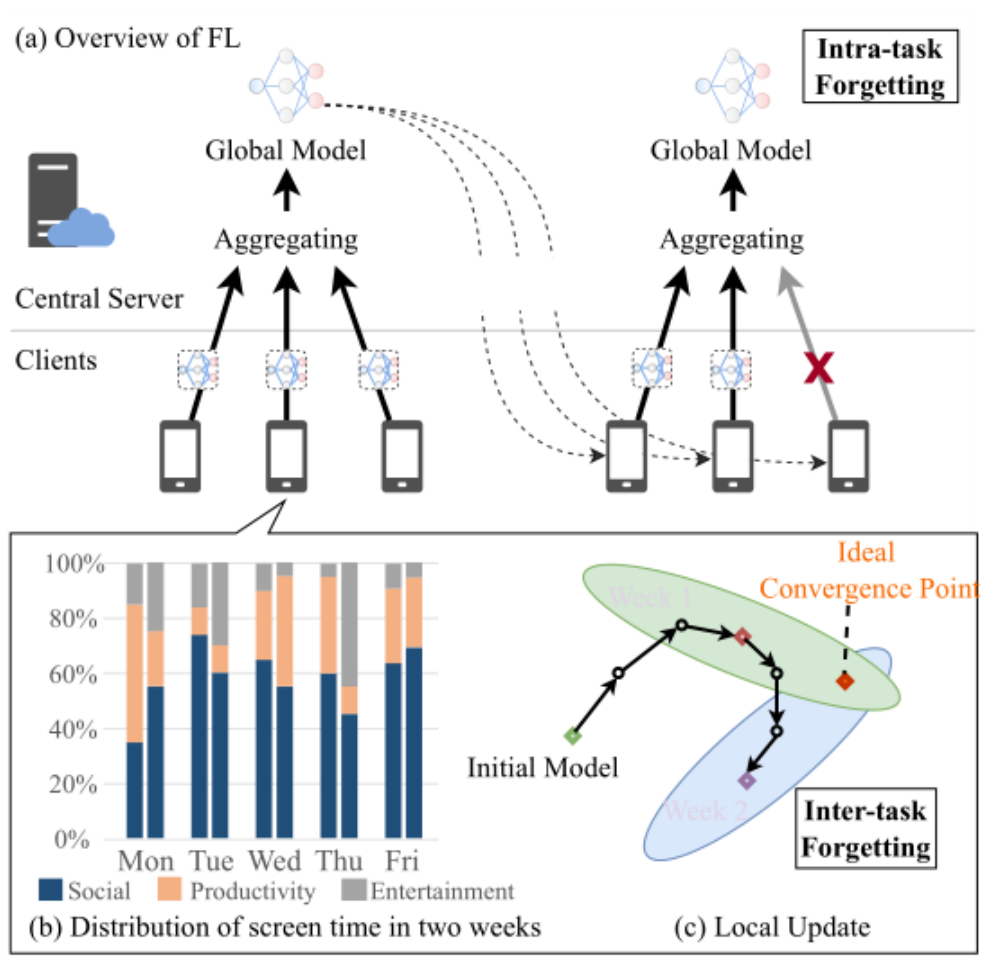 (a) Overview of FL
Intra-task
Forgetting
Global Model
Global Model
Aggregating
Aggregating
Central Server
Clients
X
100%
80%
60%
40%
20%
0%
Mon Tue Wed Thu Fri
Social Productivity Entertainment
(b) Distribution of screen time in two weeks
Ideal
Convergence Point
Week 1
Initial Model
Week 2
Inter-task
Forgetting
(c) Local Update